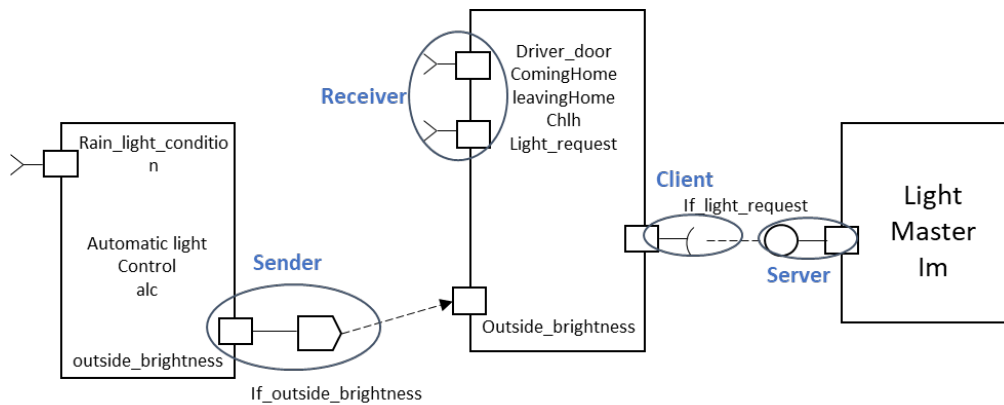 Rain_light_conditio
n
Automatic light
Control
alc
outside_brightness
Sender
If_outside_brightness
Receiver
Driver_door
ComingHome
leavingHome
Chlh
Light_request
Outside_brightness
Client
If_light_request
Server
Light
Master
lm